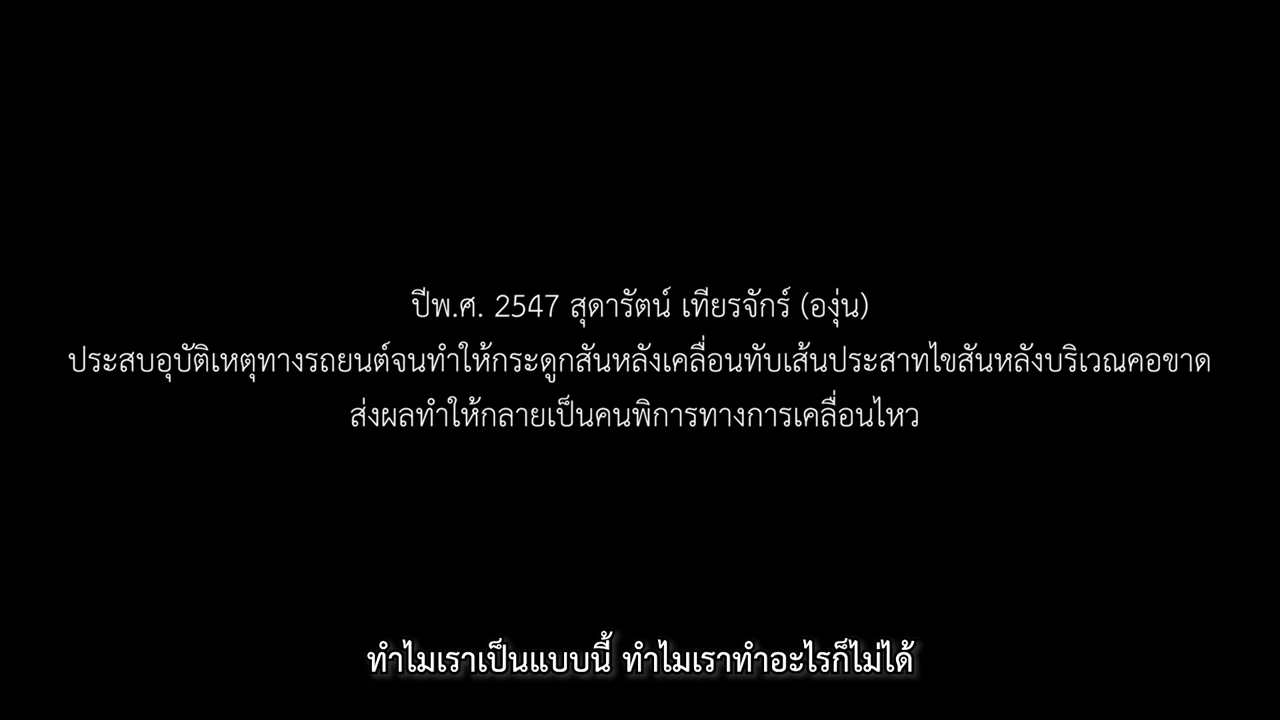 ปีพ.ศ. 2547 สุดารัตน์ เทียรจักร์ (องุ่น)
ประสบอุบัติเหตุทางรถยนต์จนทำให้กระดูกสันหลังเคลื่อนทับเส้นประสาทไขสันหลังบริเวณคอขาด
ส่งผลทำให้กลายเป็นคนพิการทางการเคลื่อนไหว
ทำไมเราเป็นแบบนี้ ทำไมเราทำอะไรก็ไม่ได้